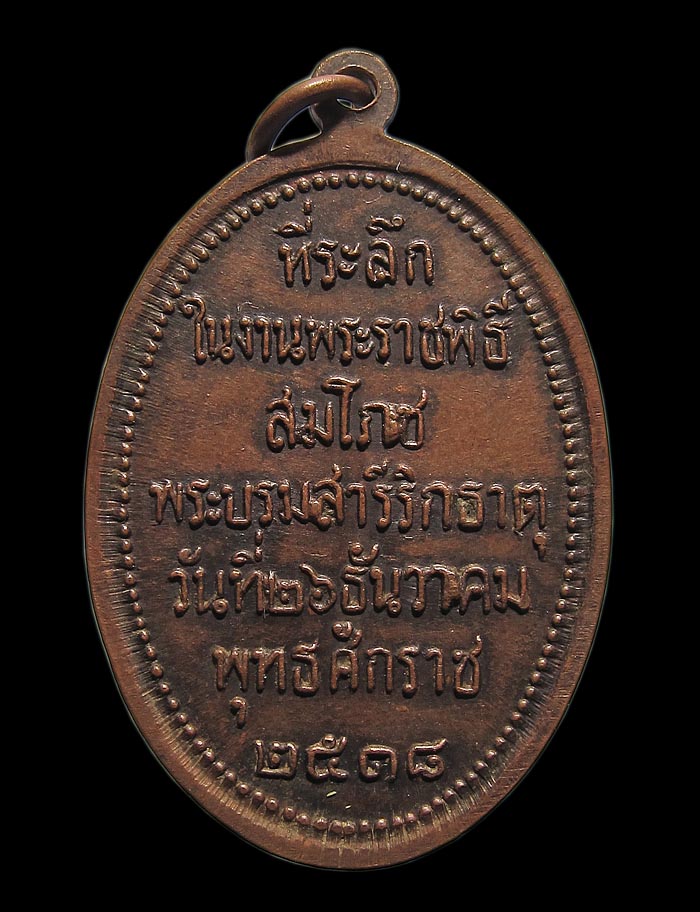 ที่ระลึก
ในงานพระราชพิธี
สมโภช
พระบรมสารีริกธาตุ
วันที่๒๖ธันวาคม
พุทธศักราช
๒๕๑๘